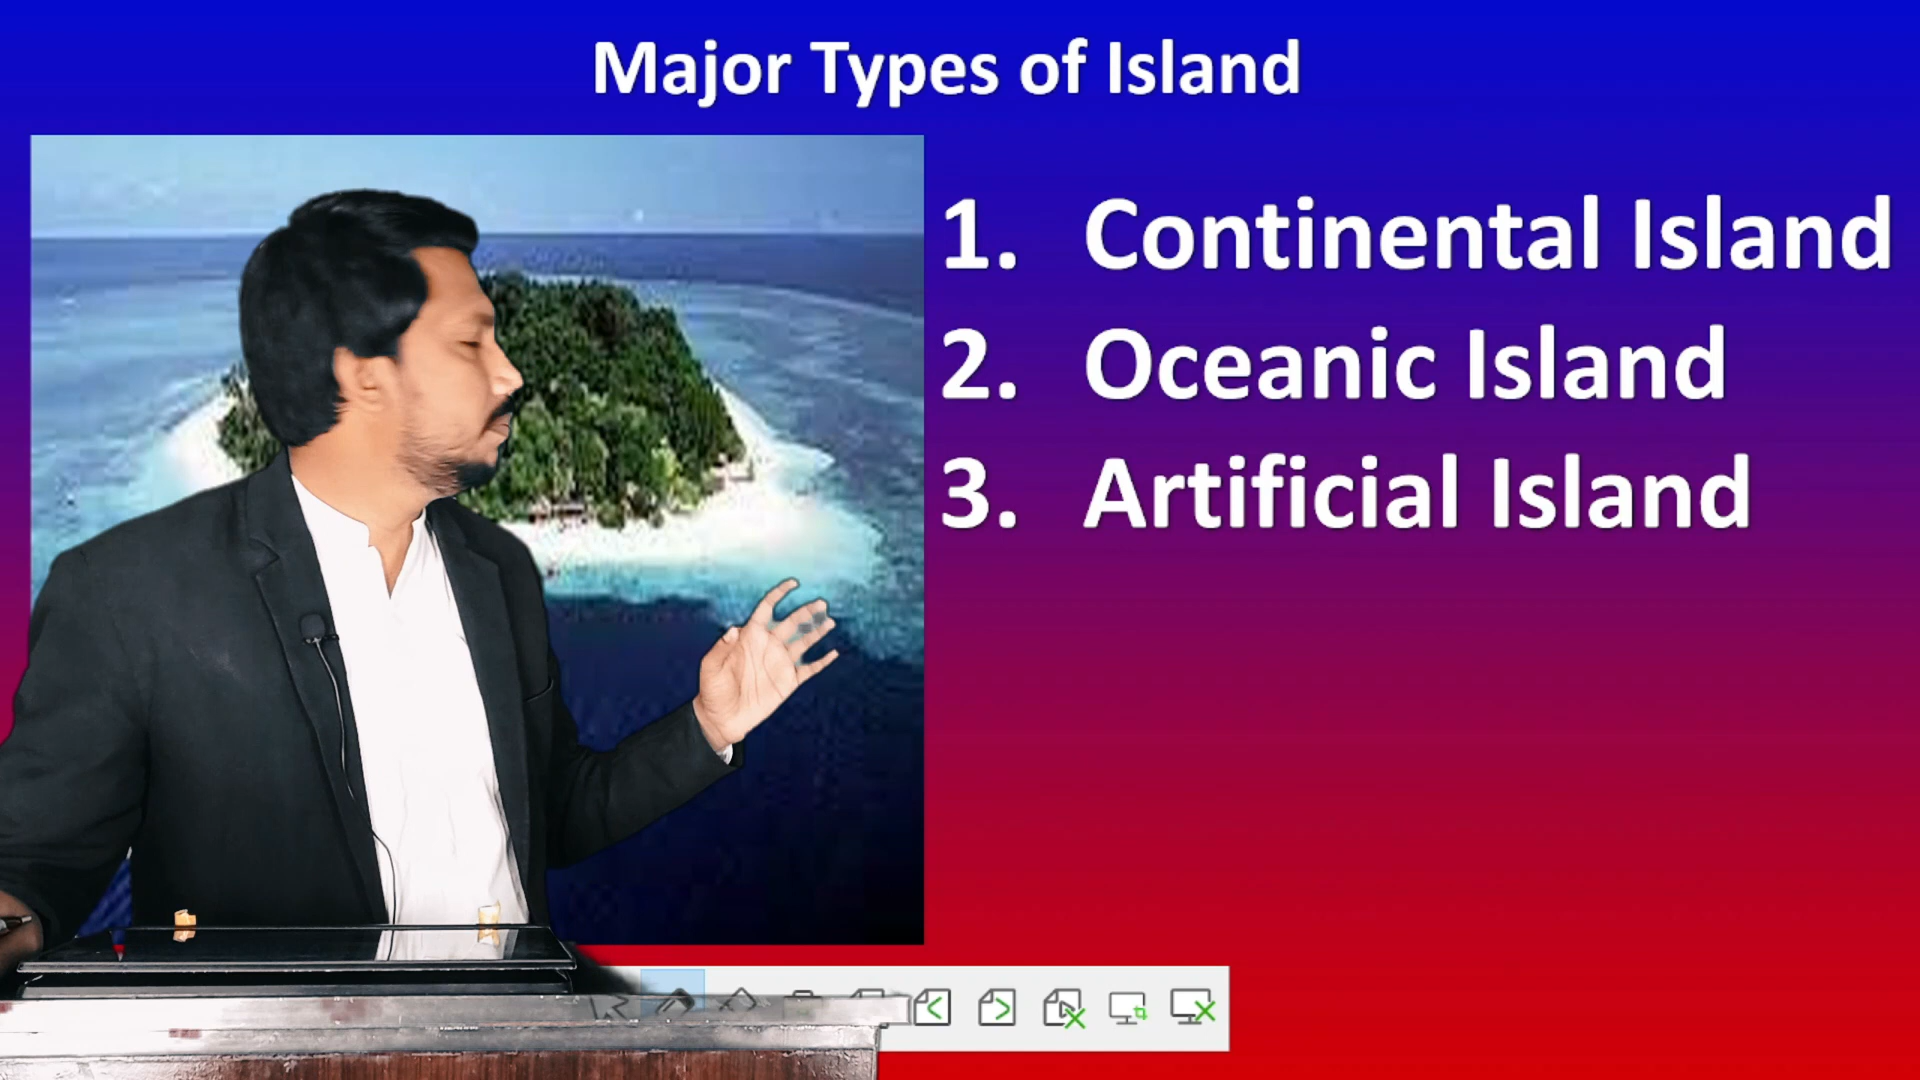 Major Types of Island
1. Continental Island
2. Oceanic Island
3. Artificial Island